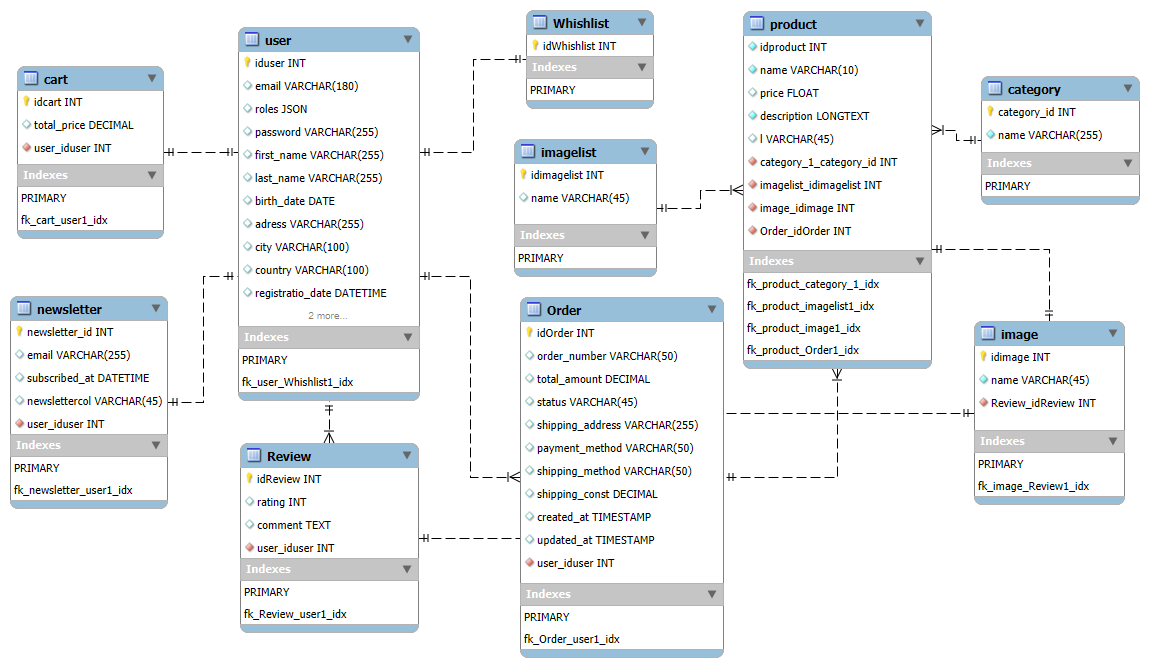 cart
idcart INT
total_price DECIMAL
user_iduser INT
Indexes
PRIMARY
fk_cart_user1_idx
newsletter
newsletter_id INT
email VARCHAR(255)
subscribed_at DATETIME
newslettercol VARCHAR(45)
user_iduser INT
Indexes
PRIMARY
fk_newsletter_user1_idx
user
iduser INT
email VARCHAR(180)
roles JSON
password VARCHAR(255)
first_name VARCHAR(255)
last_name VARCHAR(255)
birth_date DATE
adress VARCHAR(255)
city VARCHAR(100)
country VARCHAR(100)
registratio_date DATETIME
2 more...
Indexes
PRIMARY
fk_user_Whishlist1_idx
Review
idReview INT
rating INT
comment TEXT
user_iduser INT
Indexes
PRIMARY
fk_Review_user1_idx
Whishlist
idWhishlist INT
Indexes
PRIMARY
imagelist
idimagelist INT
name VARCHAR(45)
Indexes
PRIMARY
Order
idOrder INT
order_number VARCHAR(50)
total_amount DECIMAL
status VARCHAR(45)
shipping_address VARCHAR(255)
payment_method VARCHAR(50)
shipping_method VARCHAR(50)
shipping_const DECIMAL
created_at TIMESTAMP
updated_at TIMESTAMP
user_iduser INT
Indexes
PRIMARY
fk_Order_user1_idx
product
idproduct INT
name VARCHAR(10)
price FLOAT
description LONGTEXT
l VARCHAR(45)
category_1_category_id INT
imagelist_idimagelist INT
image_idimage INT
Order_idOrder INT
Indexes
fk_product_category_1_idx
fk_product_imagelist1_idx
fk_product_image1_idx
fk_product_Order1_idx
category
category_id INT
name VARCHAR(255)
Indexes
PRIMARY
image
idimage INT
name VARCHAR(45)
Review_idReview INT
Indexes
PRIMARY
fk_image_Review1_idx